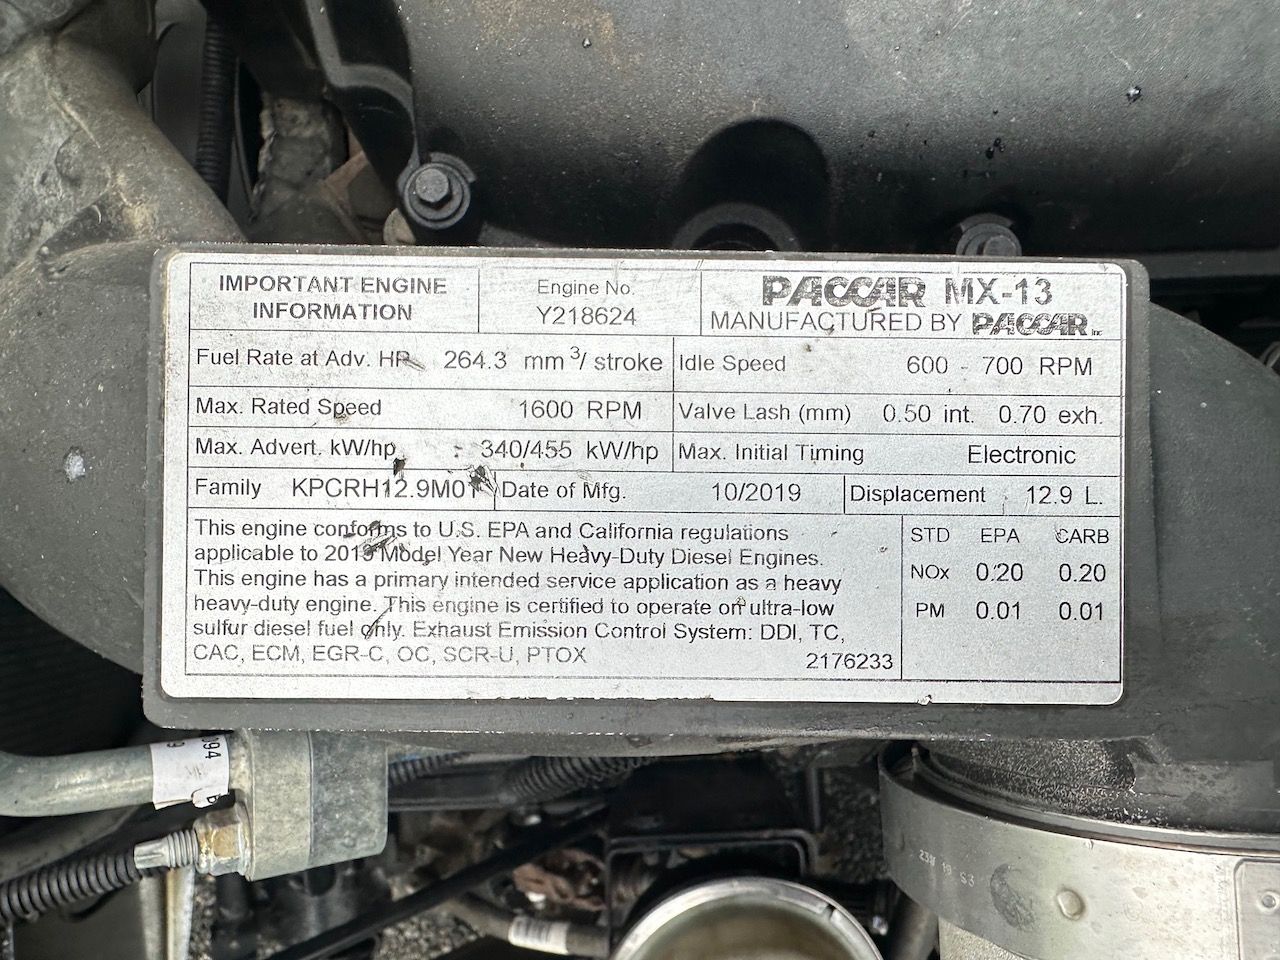 IMPORTANT ENGINE
INFORMATION
Engine No.
Y218624
PACCAR MX-13
MANUFACTURED BY PACCAR Inc
Fuel Rate at Adv. HP 264.3 mm3/ stroke
Idle Speed 600 - 700 RPM
Max. Rated Speed 1600 RPM
Valve Lash (mm) 0.50 int. 0.70 exh.
Max. Advert. kW/hp 340/455 kW/hp
Max. Initial Timing Electronic
Family KPCRH12.9M01
Date of Mfg. 10/2019
Displacement 12.9 L.
This engine conforms to U.S. EPA and California regulations
applicable to 2019 Model Year New Heavy-Duty Diesel Engines.
This engine has a primary intended service application as a heavy
heavy-duty engine. This engine is certified to operate on ultra-low
sulfur diesel fuel only. Exhaust Emission Control System: DDI, TC,
CAC, ECM, EGR-C, OC, SCR-U, PTOX
2176233
STD EPA CARB
NOx 0.20 0.20
PM 0.01 0.01
239 19 S3